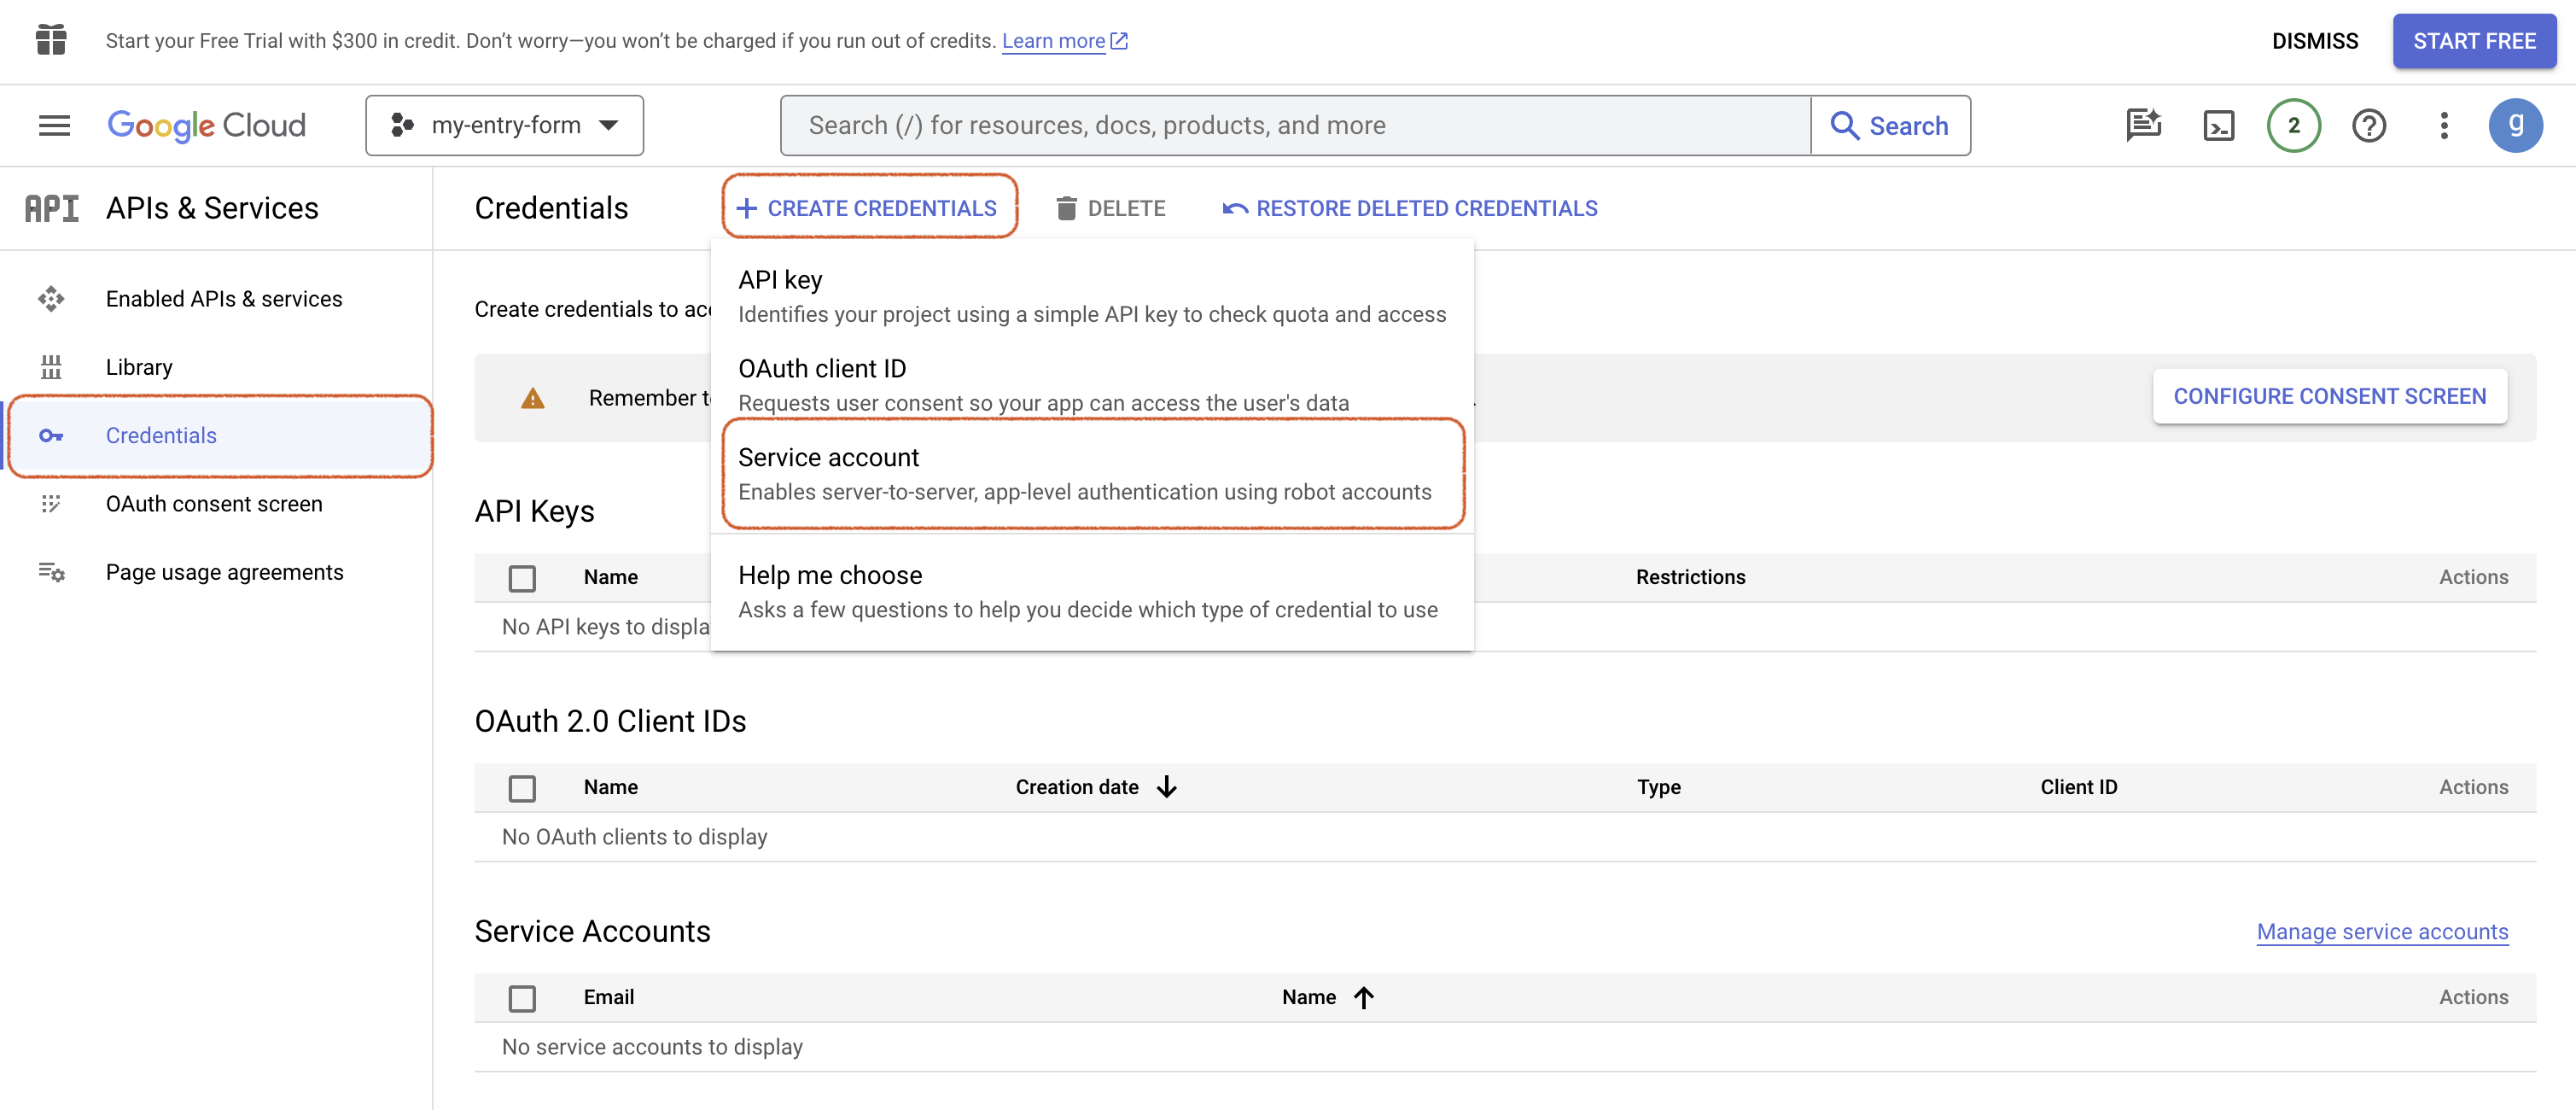 Start your Free Trial with $300 in credit. Don’t worry—you won’t be charged if you run out of credits. Learn more
DISMISS
START FREE
Google Cloud
my-entry-form
Search (/) for resources, docs, products, and more
Search
2
g
API
APIs & Services
Credentials
CREATE CREDENTIALS
DELETE
RESTORE DELETED CREDENTIALS
Enabled APIs & services
Library
Credentials
OAuth consent screen
Page usage agreements
Create credentials to
Remember
CONFIGURE CONSENT SCREEN
API key
Identifies your project using a simple API key to check quota and access
OAuth client ID
Requests user consent so your app can access the user's data
Service account
Enables server-to-server, app-level authentication using robot accounts
Help me choose
Asks a few questions to help you decide which type of credential to use
API Keys
Name
Restrictions
Actions
No API keys to
OAuth 2.0 Client IDs
Name
Creation date
Type
Client ID
Actions
No OAuth clients to display
Service Accounts
Manage service accounts
Email
Name
Actions
No service accounts to display